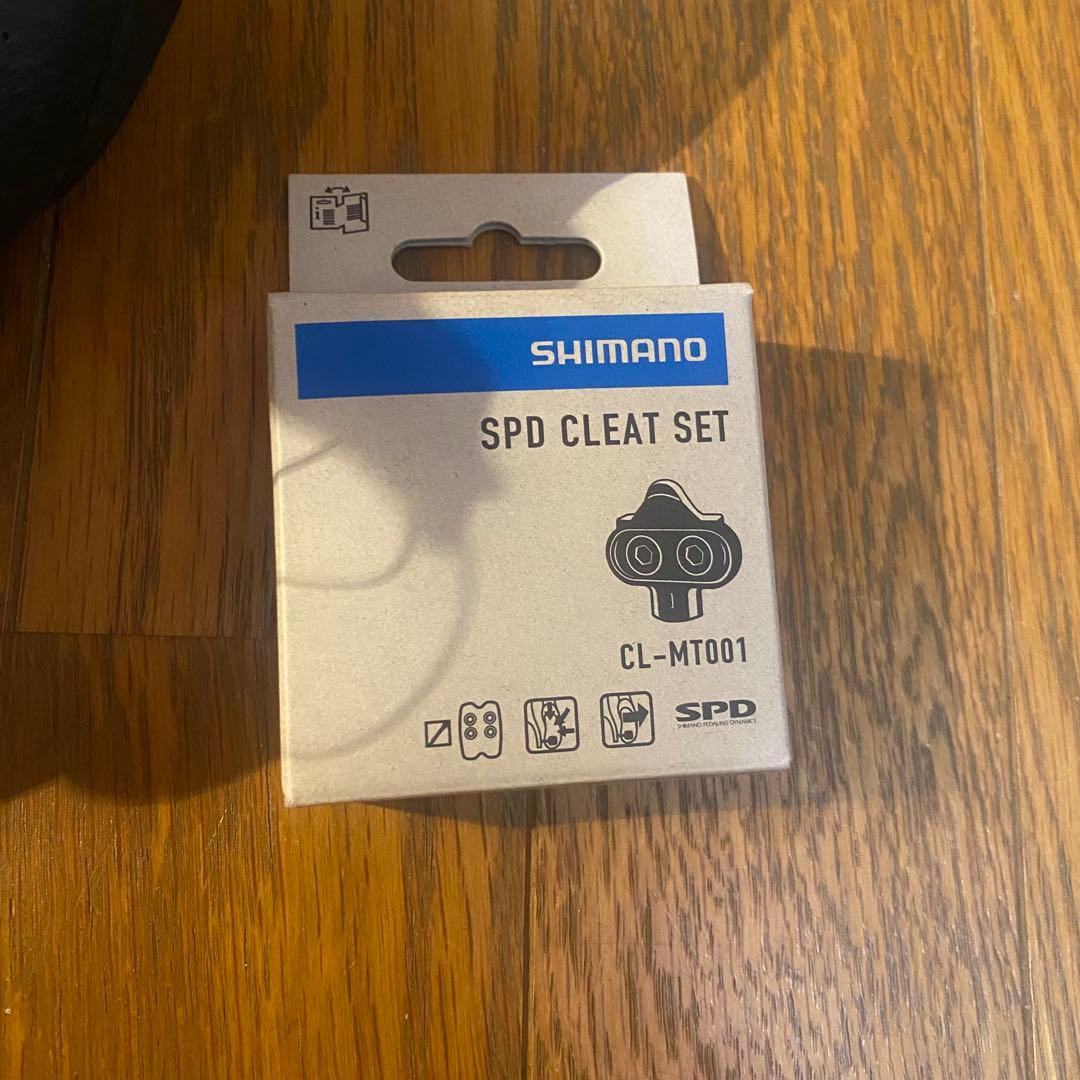 SHIMANO
SPD CLEAT SET
CL-MT001
SPD
SHIMANO PEDALING DYNAMICS